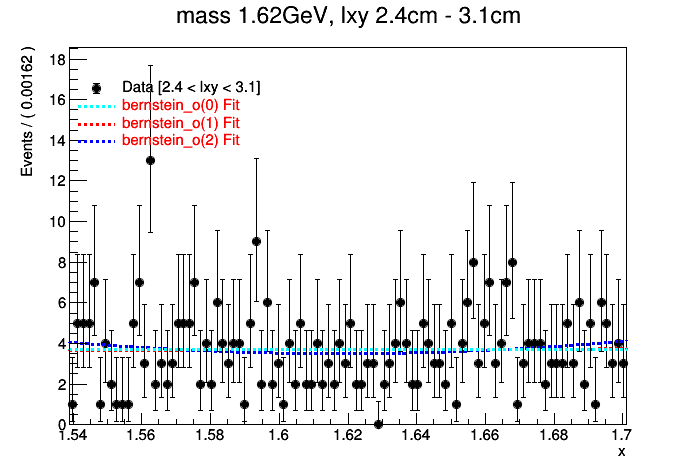 mass 1.62GeV, lxy 2.4cm - 3.1cm
Events / ( 0.00162 )
18
16
14
12
10
8
6
4
2
0
Data [2.4 < lxy < 3.1]
bernstein_o(0) Fit
bernstein_o(1) Fit
bernstein_o(2) Fit
1.54 1.56 1.58 1.6 1.62 1.64 1.66 1.68 1.7
x